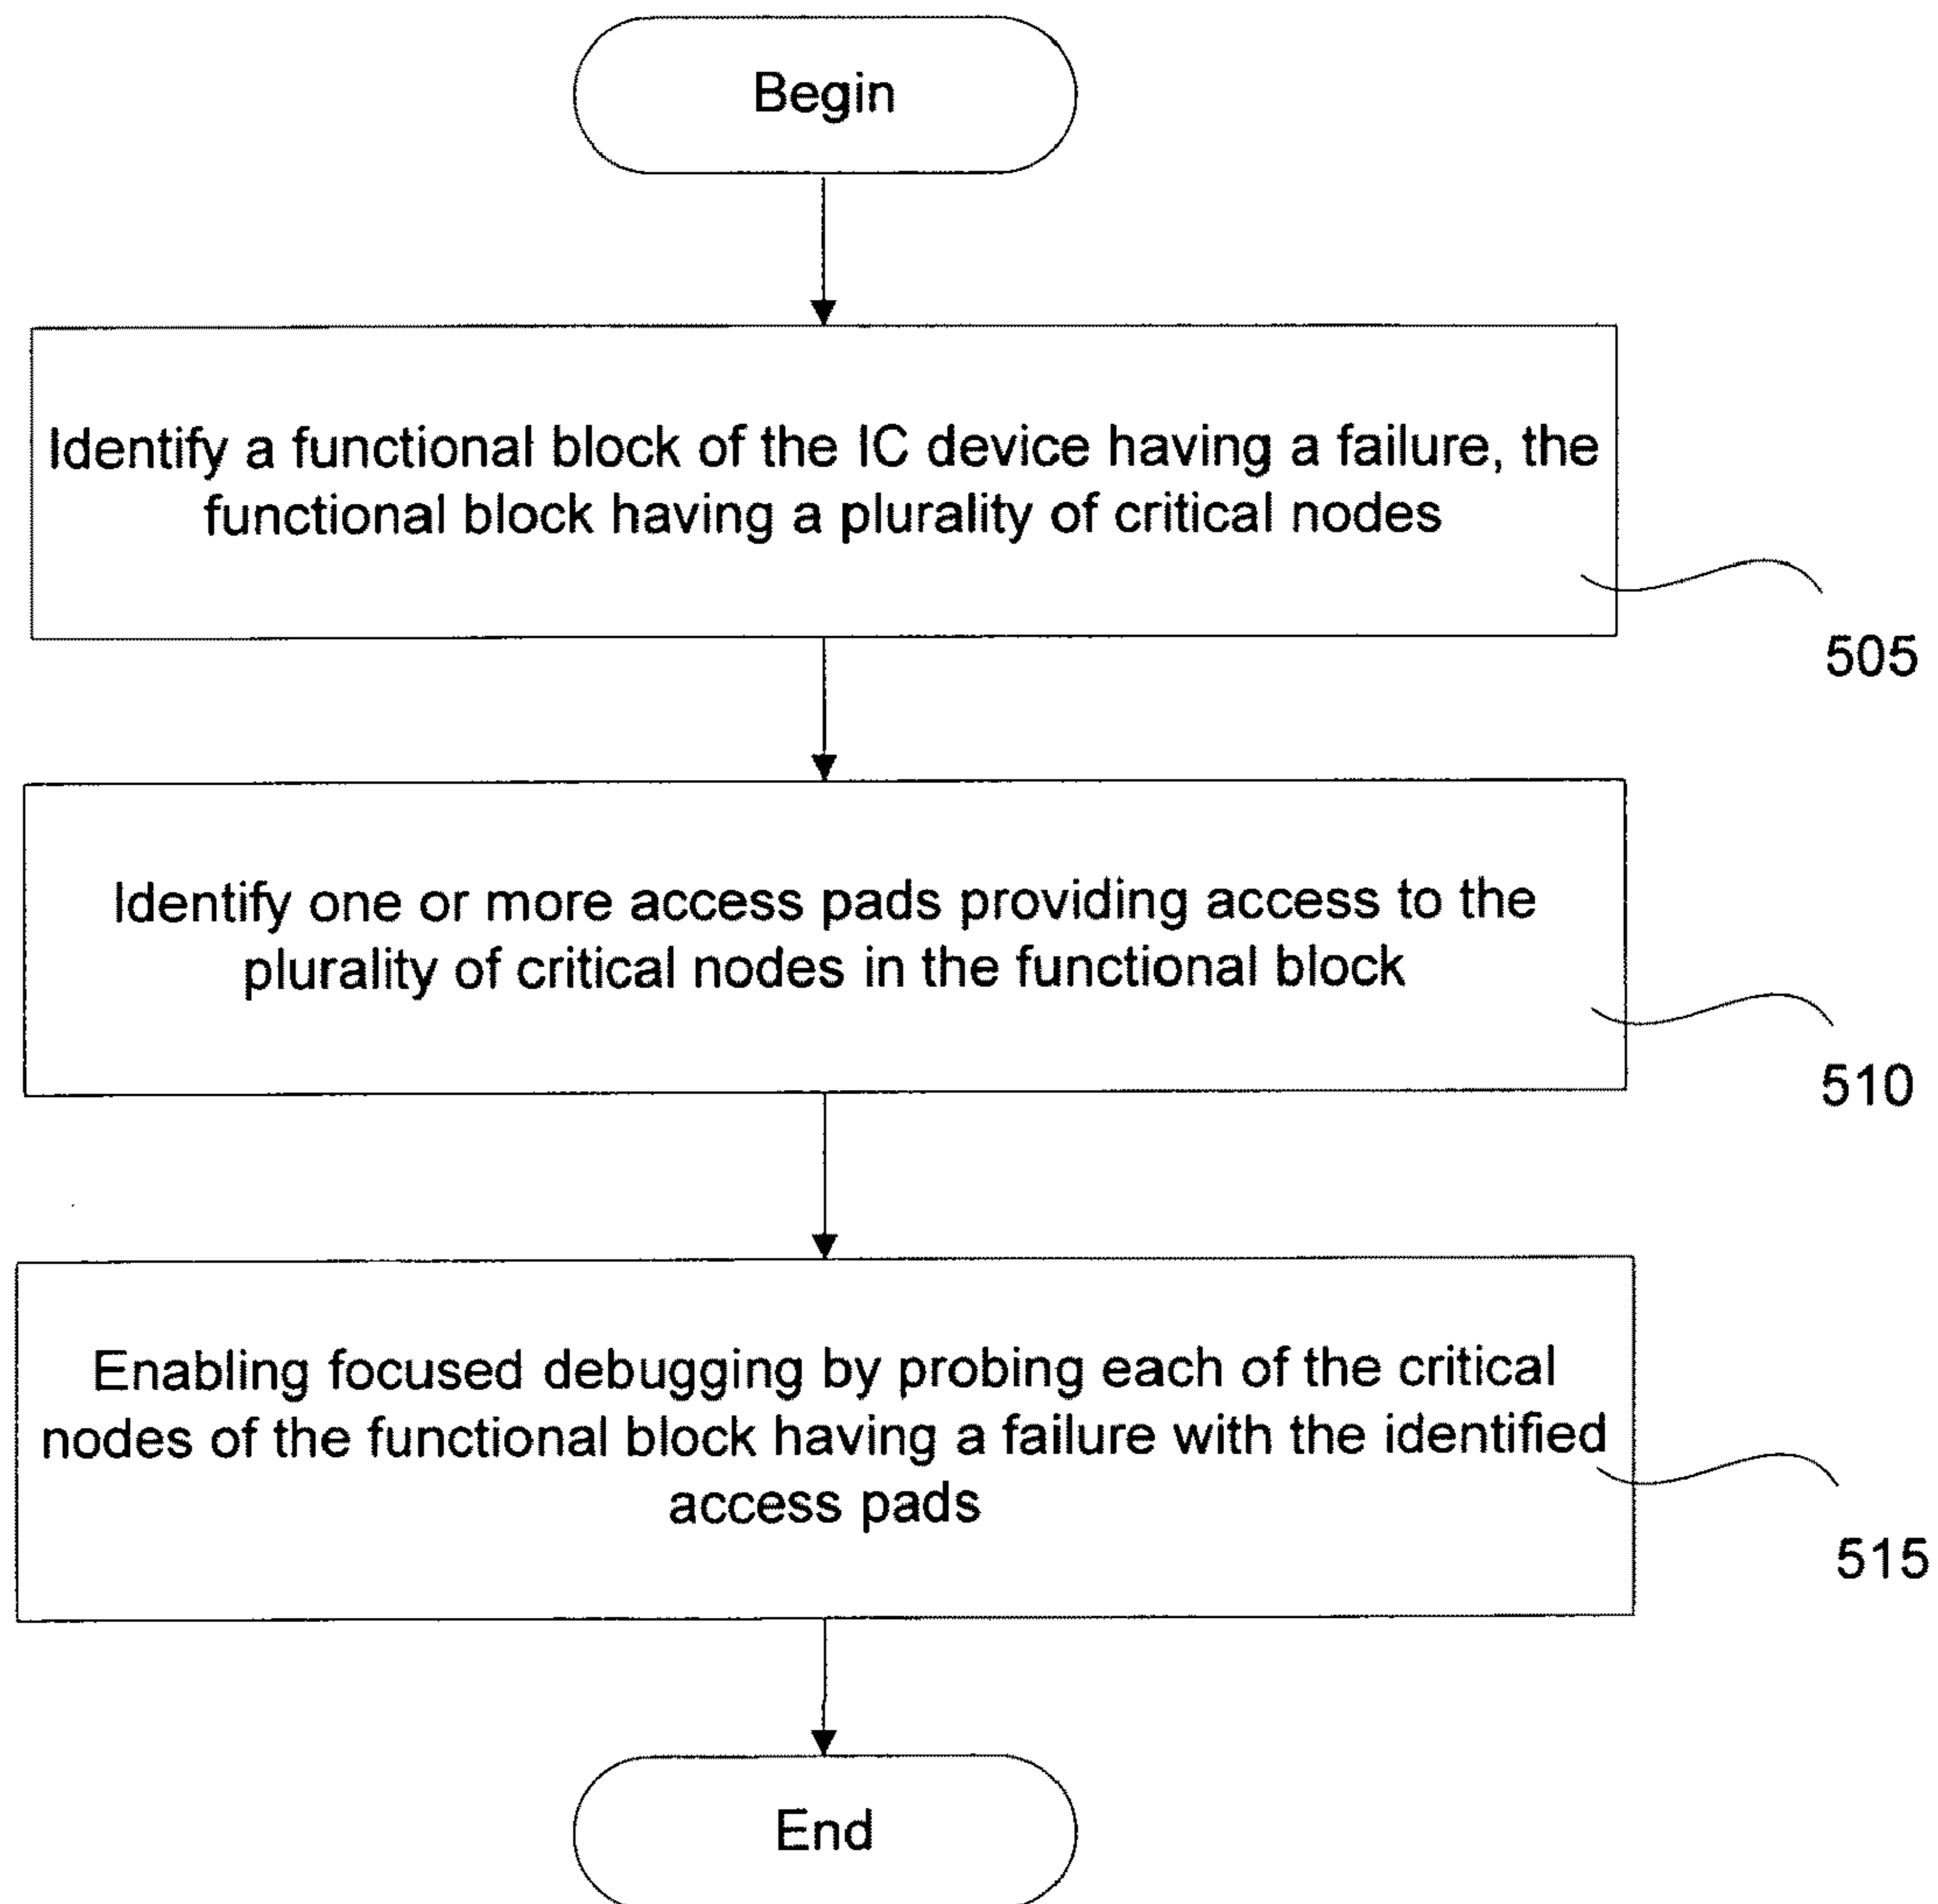 Begin
Identify a functional block of the IC device having a failure, the
functional block having a plurality of critical nodes
505
Identify one or more access pads providing access to the
plurality of critical nodes in the functional block
510
Enabling focused debugging by probing each of the critical
nodes of the functional block having a failure with the identified
access pads
515
End